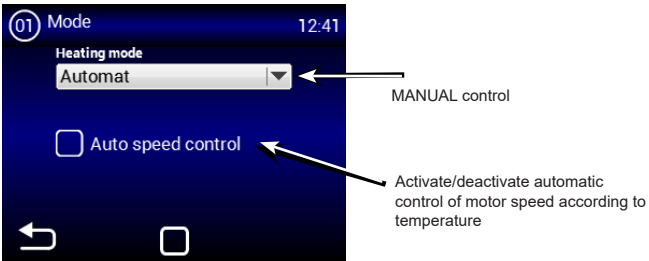 01 Mode 12:41
Heating mode
Automat
MANUAL control
Auto speed control
Activate/deactivate automatic
control of motor speed according to
temperature